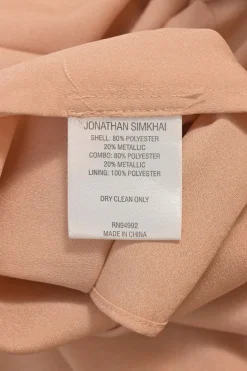 JONATHAN SIMKHAI
SHELL: 80% POLYESTER
20% METALLIC
COMBO: 80% POLYESTER
20% METALLIC
LINING: 100% POLYESTER
DRY CLEAN ONLY
RN94992
MADE IN CHINA